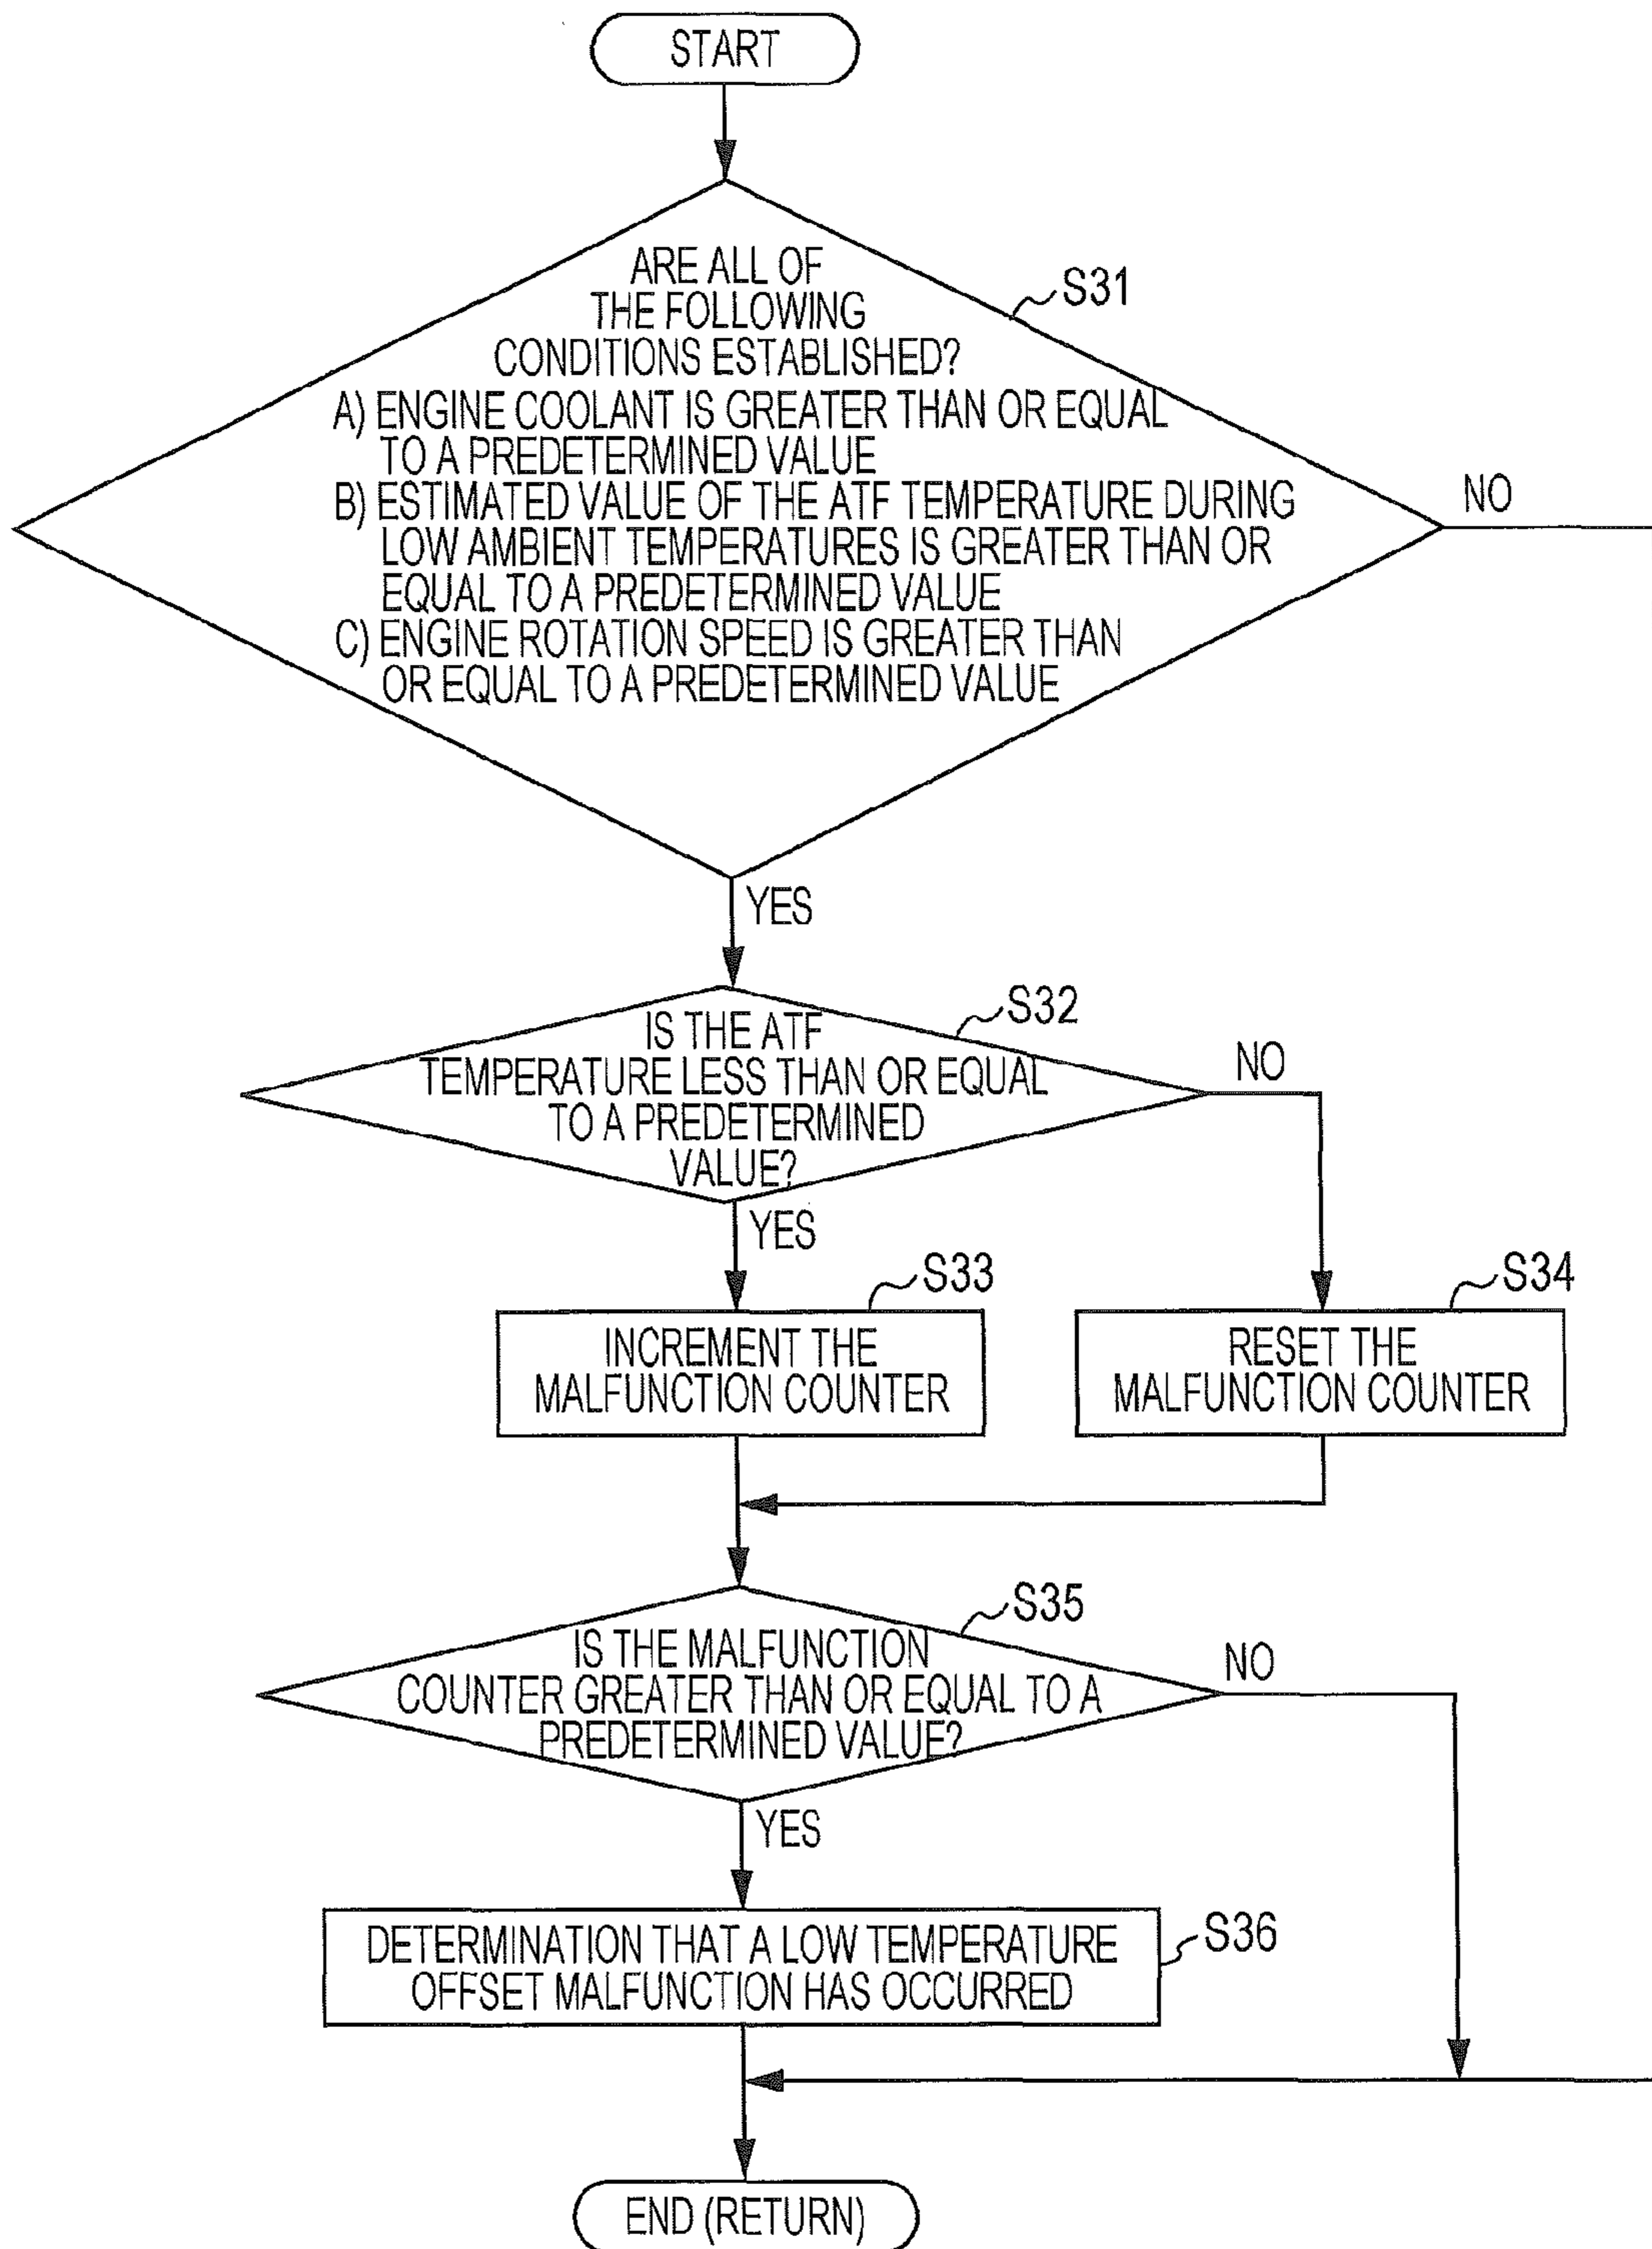 START
ARE ALL OF
THE FOLLOWING
CONDITIONS ESTABLISHED?
S31
A) ENGINE COOLANT IS GREATER THAN OR EQUAL
TO A PREDETERMINED VALUE
B) ESTIMATED VALUE OF THE ATF TEMPERATURE DURING
LOW AMBIENT TEMPERATURES IS GREATER THAN OR
EQUAL TO A PREDETERMINED VALUE
C) ENGINE ROTATION SPEED IS GREATER THAN
OR EQUAL TO A PREDETERMINED VALUE
NO
YES
IS THE ATF
TEMPERATURE LESS THAN OR EQUAL
TO A PREDETERMINED
VALUE?
S32
NO
YES
S33
INCREMENT THE
MALFUNCTION COUNTER
S34
RESET THE
MALFUNCTION COUNTER
S35
IS THE MALFUNCTION
COUNTER GREATER THAN OR EQUAL TO A
PREDETERMINED VALUE?
NO
YES
DETERMINATION THAT A LOW TEMPERATURE
OFFSET MALFUNCTION HAS OCCURRED
S36
END (RETURN)